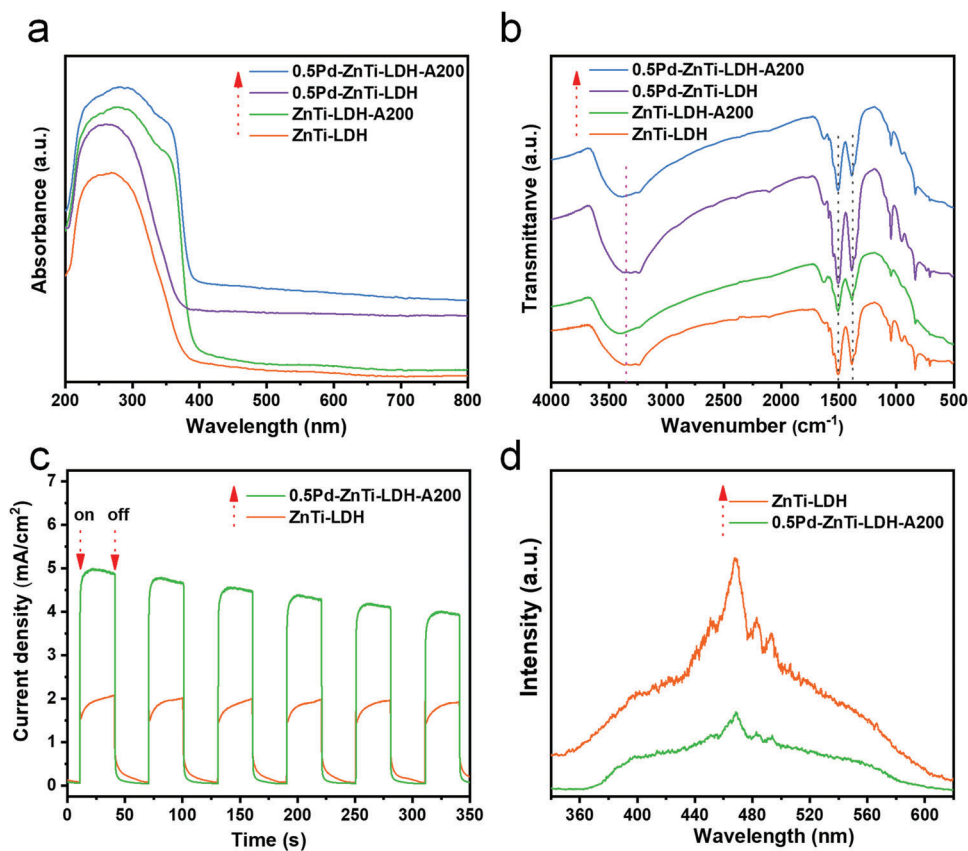 a
0.5Pd-ZnTi-LDH-A200
0.5Pd-ZnTi-LDH
ZnTi-LDH-A200
ZnTi-LDH
Absorbance (a.u.)
200 300 400 500 600 700 800
Wavelength (nm)
b
0.5Pd-ZnTi-LDH-A200
0.5Pd-ZnTi-LDH
ZnTi-LDH-A200
ZnTi-LDH
Transmittanve (a.u.)
4000 3500 3000 2500 2000 1500 1000 500
Wavenumber (cm⁻¹)
c
0.5Pd-ZnTi-LDH-A200
ZnTi-LDH
on off
Current density (mA/cm²)
7
6
5
4
3
2
1
0
0 50 100 150 200 250 300 350
Time (s)
d
ZnTi-LDH
0.5Pd-ZnTi-LDH-A200
Intensity (a.u.)
360 400 440 480 520 560 600
Wavelength (nm)